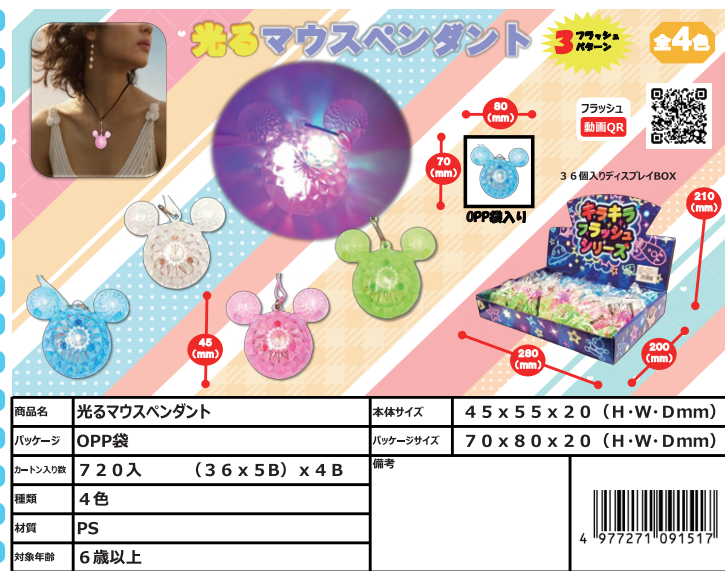 光るマウスペンダント
3フラッシュ
パターン
全4色
フラッシュ
動画QR
80
(mm)
70
(mm)
OPP袋入り
36個入りディスプレイBOX
キラキラ
フラッシュ
シリーズ
210
(mm)
45
(mm)
280
(mm)
200
(mm)
商品名 光るマウスペンダント 本体サイズ 45x55x20(H・W・Dmm)
パッケージ OPP袋 パッケージサイズ 70x80x20(H・W・Dmm)
カートン入り数 720入 (36x5B)x4B 備考
種類 4色
材質 PS
対象年齢 6歳以上
4 977271 091517